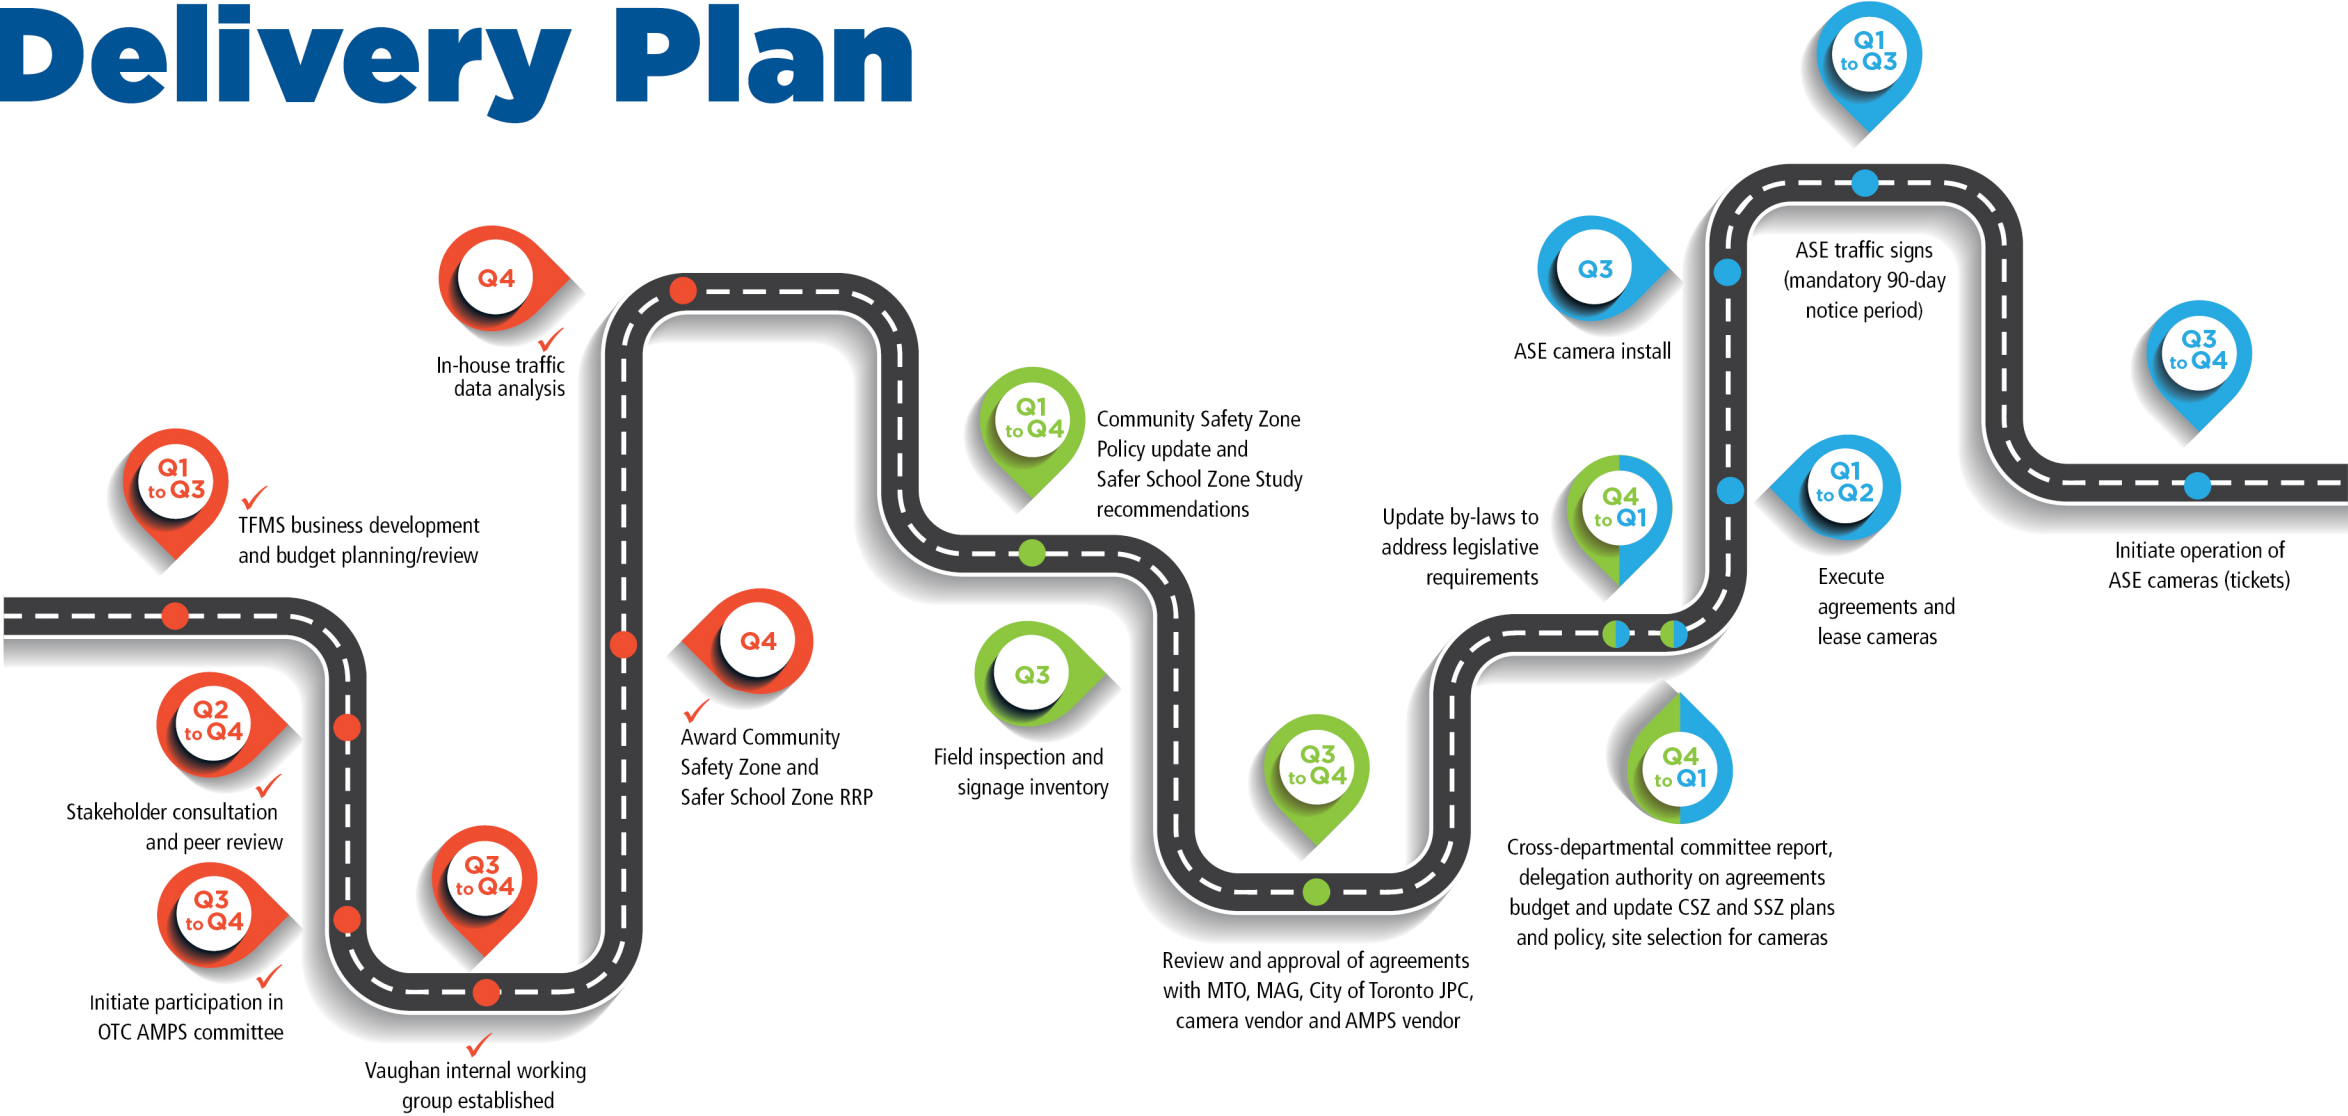 Delivery Plan
Q1
to Q3
TFMS business development
and budget planning/review
Q2
to Q4
Stakeholder consultation
and peer review
Q3
to Q4
Initiate participation in
OTC AMPS committee
Q3
to Q4
Vaughan internal working
group established
Q4
Award Community
Safety Zone and
Safer School Zone RRP
Q4
In-house traffic
data analysis
Q1
to Q4
Community Safety Zone
Policy update and
Safer School Zone Study
recommendations
Q3
Field inspection and
signage inventory
Q3
to Q4
Review and approval of agreements
with MTO, MAG, City of Toronto JPC,
camera vendor and AMPS vendor
Q4
to Q1
Update by-laws to
address legislative
requirements
Q4
to Q1
Cross-departmental committee report,
delegation authority on agreements
budget and update CSZ and SSZ plans
and policy, site selection for cameras
Q1
to Q2
Execute
agreements and
lease cameras
Q3
ASE camera install
Q1
to Q3
ASE traffic signs
(mandatory 90-day
notice period)
Q3
to Q4
Initiate operation of
ASE cameras (tickets)